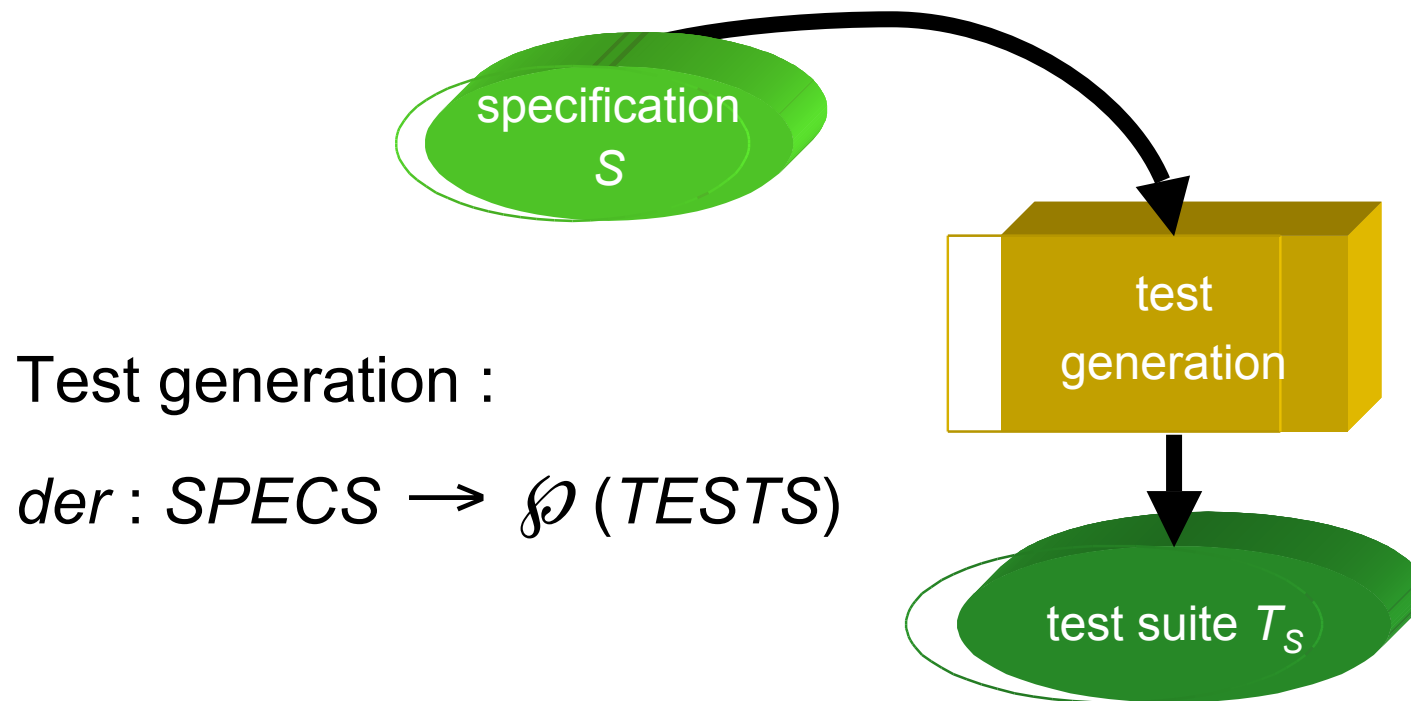 specification
S
test
generation
Test generation :
der : SPECS → ℘ (TESTS)
test suite T_S